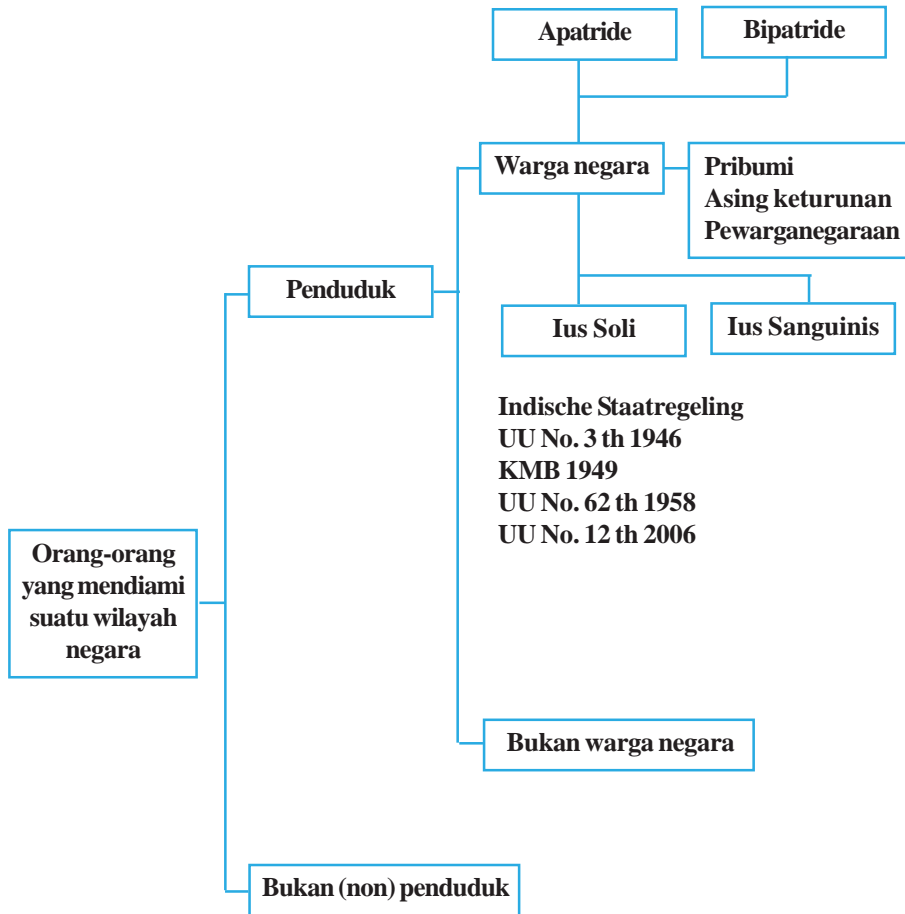 Apatride
Bipatride
Warga negara
Pribumi
Asing keturunan
Pewarganegaraan
Penduduk
Ius Soli
Ius Sanguinis
Indische Staatregeling
UU No. 3 th 1946
KMB 1949
UU No. 62 th 1958
UU No. 12 th 2006
Orang-orang
yang mendiami
suatu wilayah
negara
Bukan warga negara
Bukan (non) penduduk